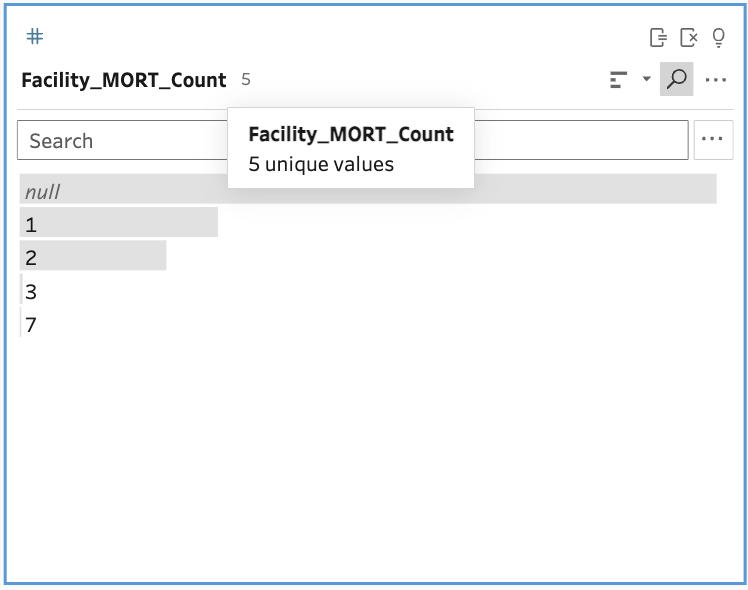 #
Facility_MORT_Count 5
Facility_MORT_Count
5 unique values
Search
null
1
2
3
7